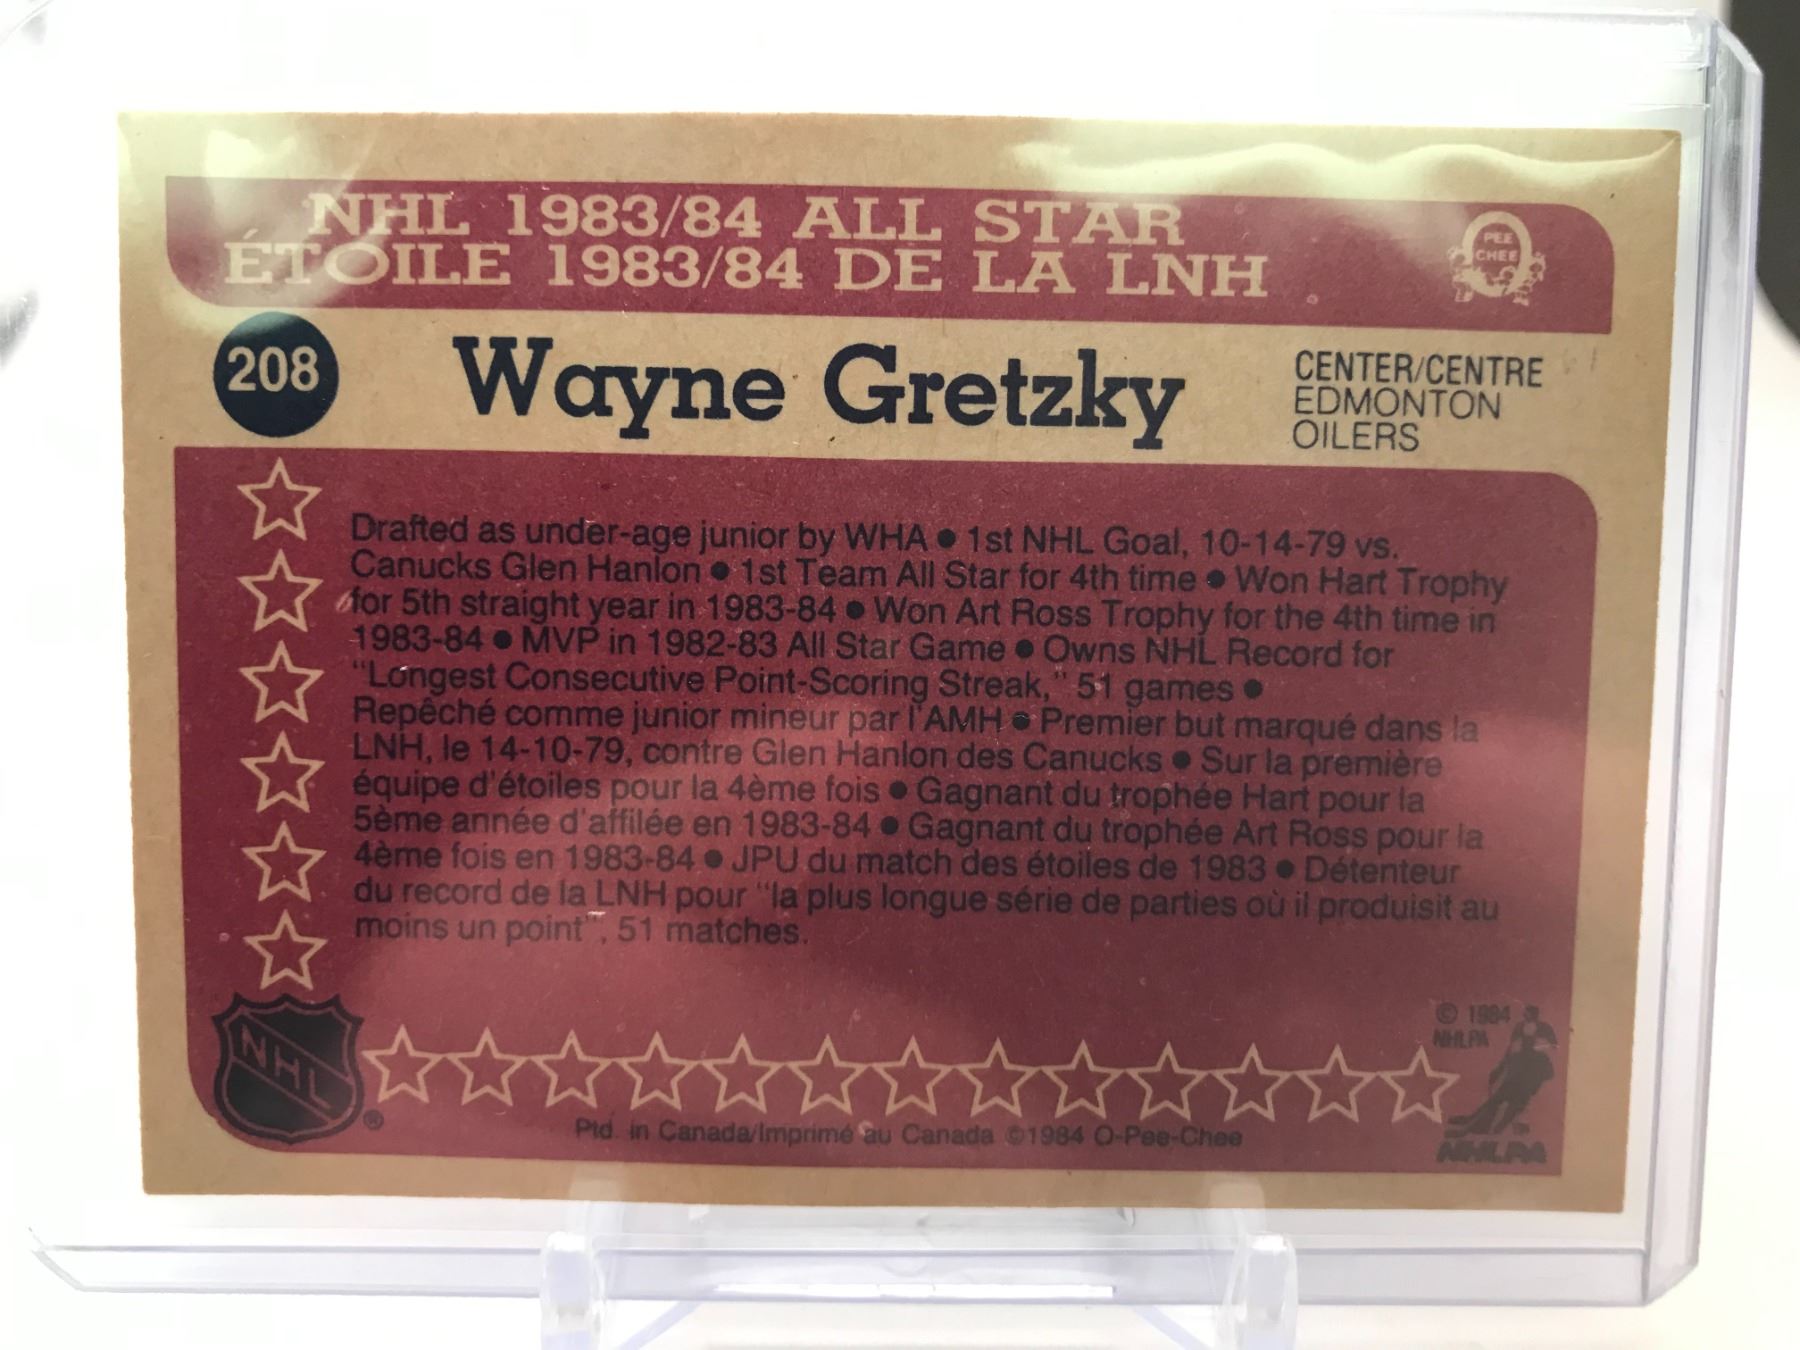 NHL 1983/84 ALL STAR
ÉTOILE 1983/84 DE LA LNH
PEE
CHEE
208
Wayne Gretzky
CENTER/CENTRE
EDMONTON
OILERS
Drafted as under-age junior by WHA ● 1st NHL Goal, 10-14-79 vs.
Canucks Glen Hanlon ● 1st Team All Star for 4th time ● Won Hart Trophy
for 5th straight year in 1983-84 ● Won Art Ross Trophy for the 4th time in
1983-84 ● MVP in 1982-83 All Star Game ● Owns NHL Record for
"Longest Consecutive Point-Scoring Streak," 51 games ●
Repêché comme junior mineur par l'AMH ● Premier but marqué dans la
LNH, le 14-10-79, contre Glen Hanlon des Canucks ● Sur la première
équipe d'étoiles pour la 4ème fois ● Gagnant du trophée Hart pour la
5ème année d'affilée en 1983-84 ● Gagnant du trophée Art Ross pour la
4ème fois en 1983-84 ● JPU du match des étoiles de 1983 ● Détenteur
du record de la LNH pour "la plus longue série de parties où il produisit au
moins un point", 51 matches.
© 1984
NHLPA
NHL
®
Ptd. in Canada/Imprimé au Canada ©1984 O-Pee-Chee
TM
NHLPA